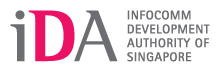 iDA
INFOCOMM
DEVELOPMENT
AUTHORITY OF
SINGAPORE